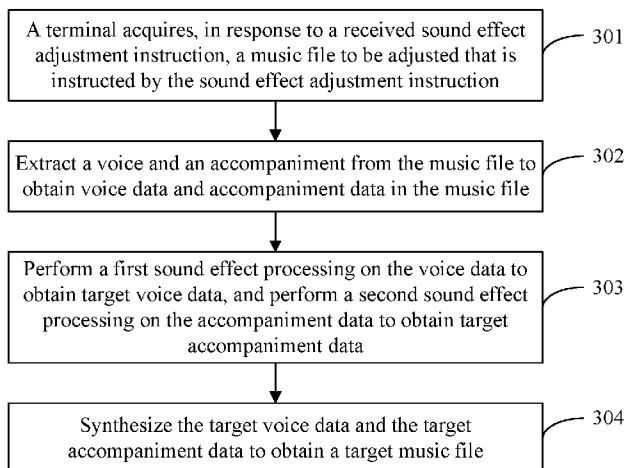 A terminal acquires, in response to a received sound effect
adjustment instruction, a music file to be adjusted that is
instructed by the sound effect adjustment instruction
301
Extract a voice and an accompaniment from the music file to
obtain voice data and accompaniment data in the music file
302
Perform a first sound effect processing on the voice data to
obtain target voice data, and perform a second sound effect
processing on the accompaniment data to obtain target
accompaniment data
303
Synthesize the target voice data and the target
accompaniment data to obtain a target music file
304